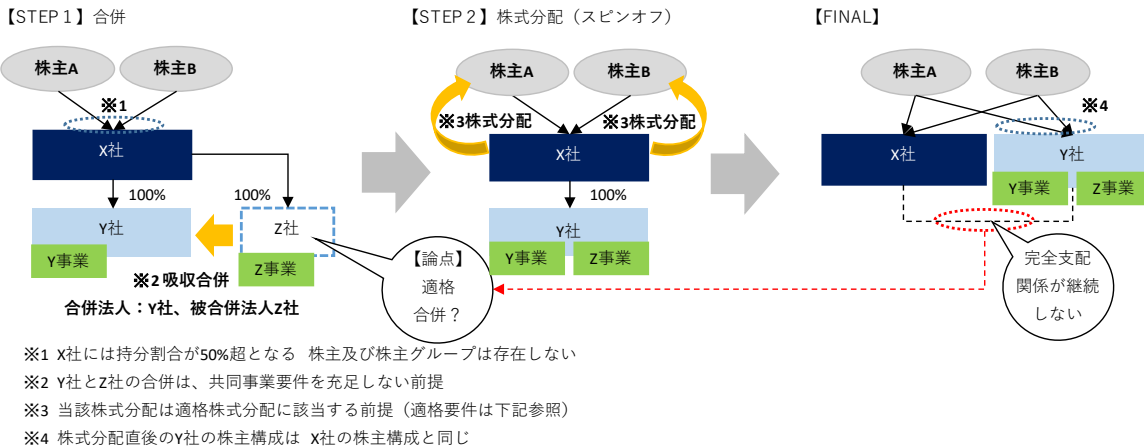 【STEP１】合併
株主A
株主B
※1
X社
100%
100%
Y社
Z社
Y事業
Z事業
※2 吸収合併
合併法人：Y社、被合併法人Z社
【論点】
適格
合併？
【STEP２】株式分配（スピンオフ）
株主A
株主B
※3株式分配
※3株式分配
X社
100%
Y社
Y事業
Z事業
【FINAL】
株主A
株主B
※4
X社
Y社
Y事業
Z事業
完全支配
関係が継続
しない
※1 X社には持分割合が50%超となる 株主及び株主グループは存在しない
※2 Y社とZ社の合併は、共同事業要件を充足しない前提
※3 当該株式分配は適格株式分配に該当する前提（適格要件は下記参照）
※4 株式分配直後のY社の株主構成は X社の株主構成と同じ